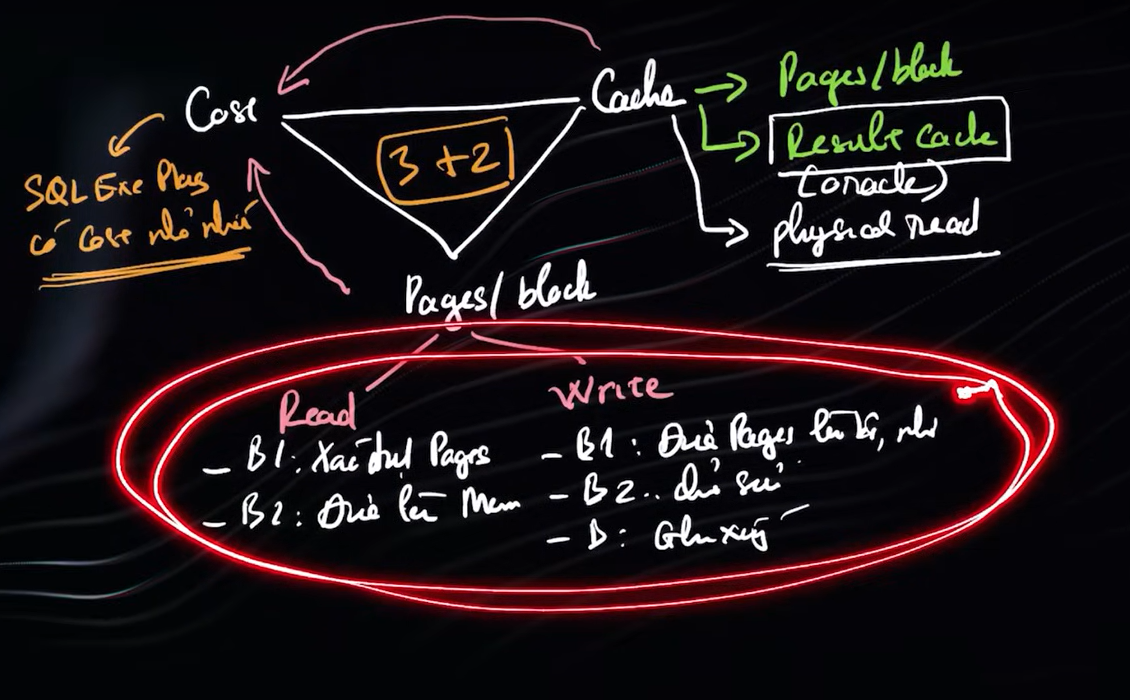 Cost
Cache
Pages/block
Result Cache
(oracle)
physical read
3 + 2
SQL Exe Plan
có Cost nhỏ nhất
Pages/ block
Read
- B1: Xác định Pages
- B2: Đưa lên Mem
Write
- B1: Đưa Pages lên bộ nhớ
- B2: chỉnh sửa
- B: Ghi xuống